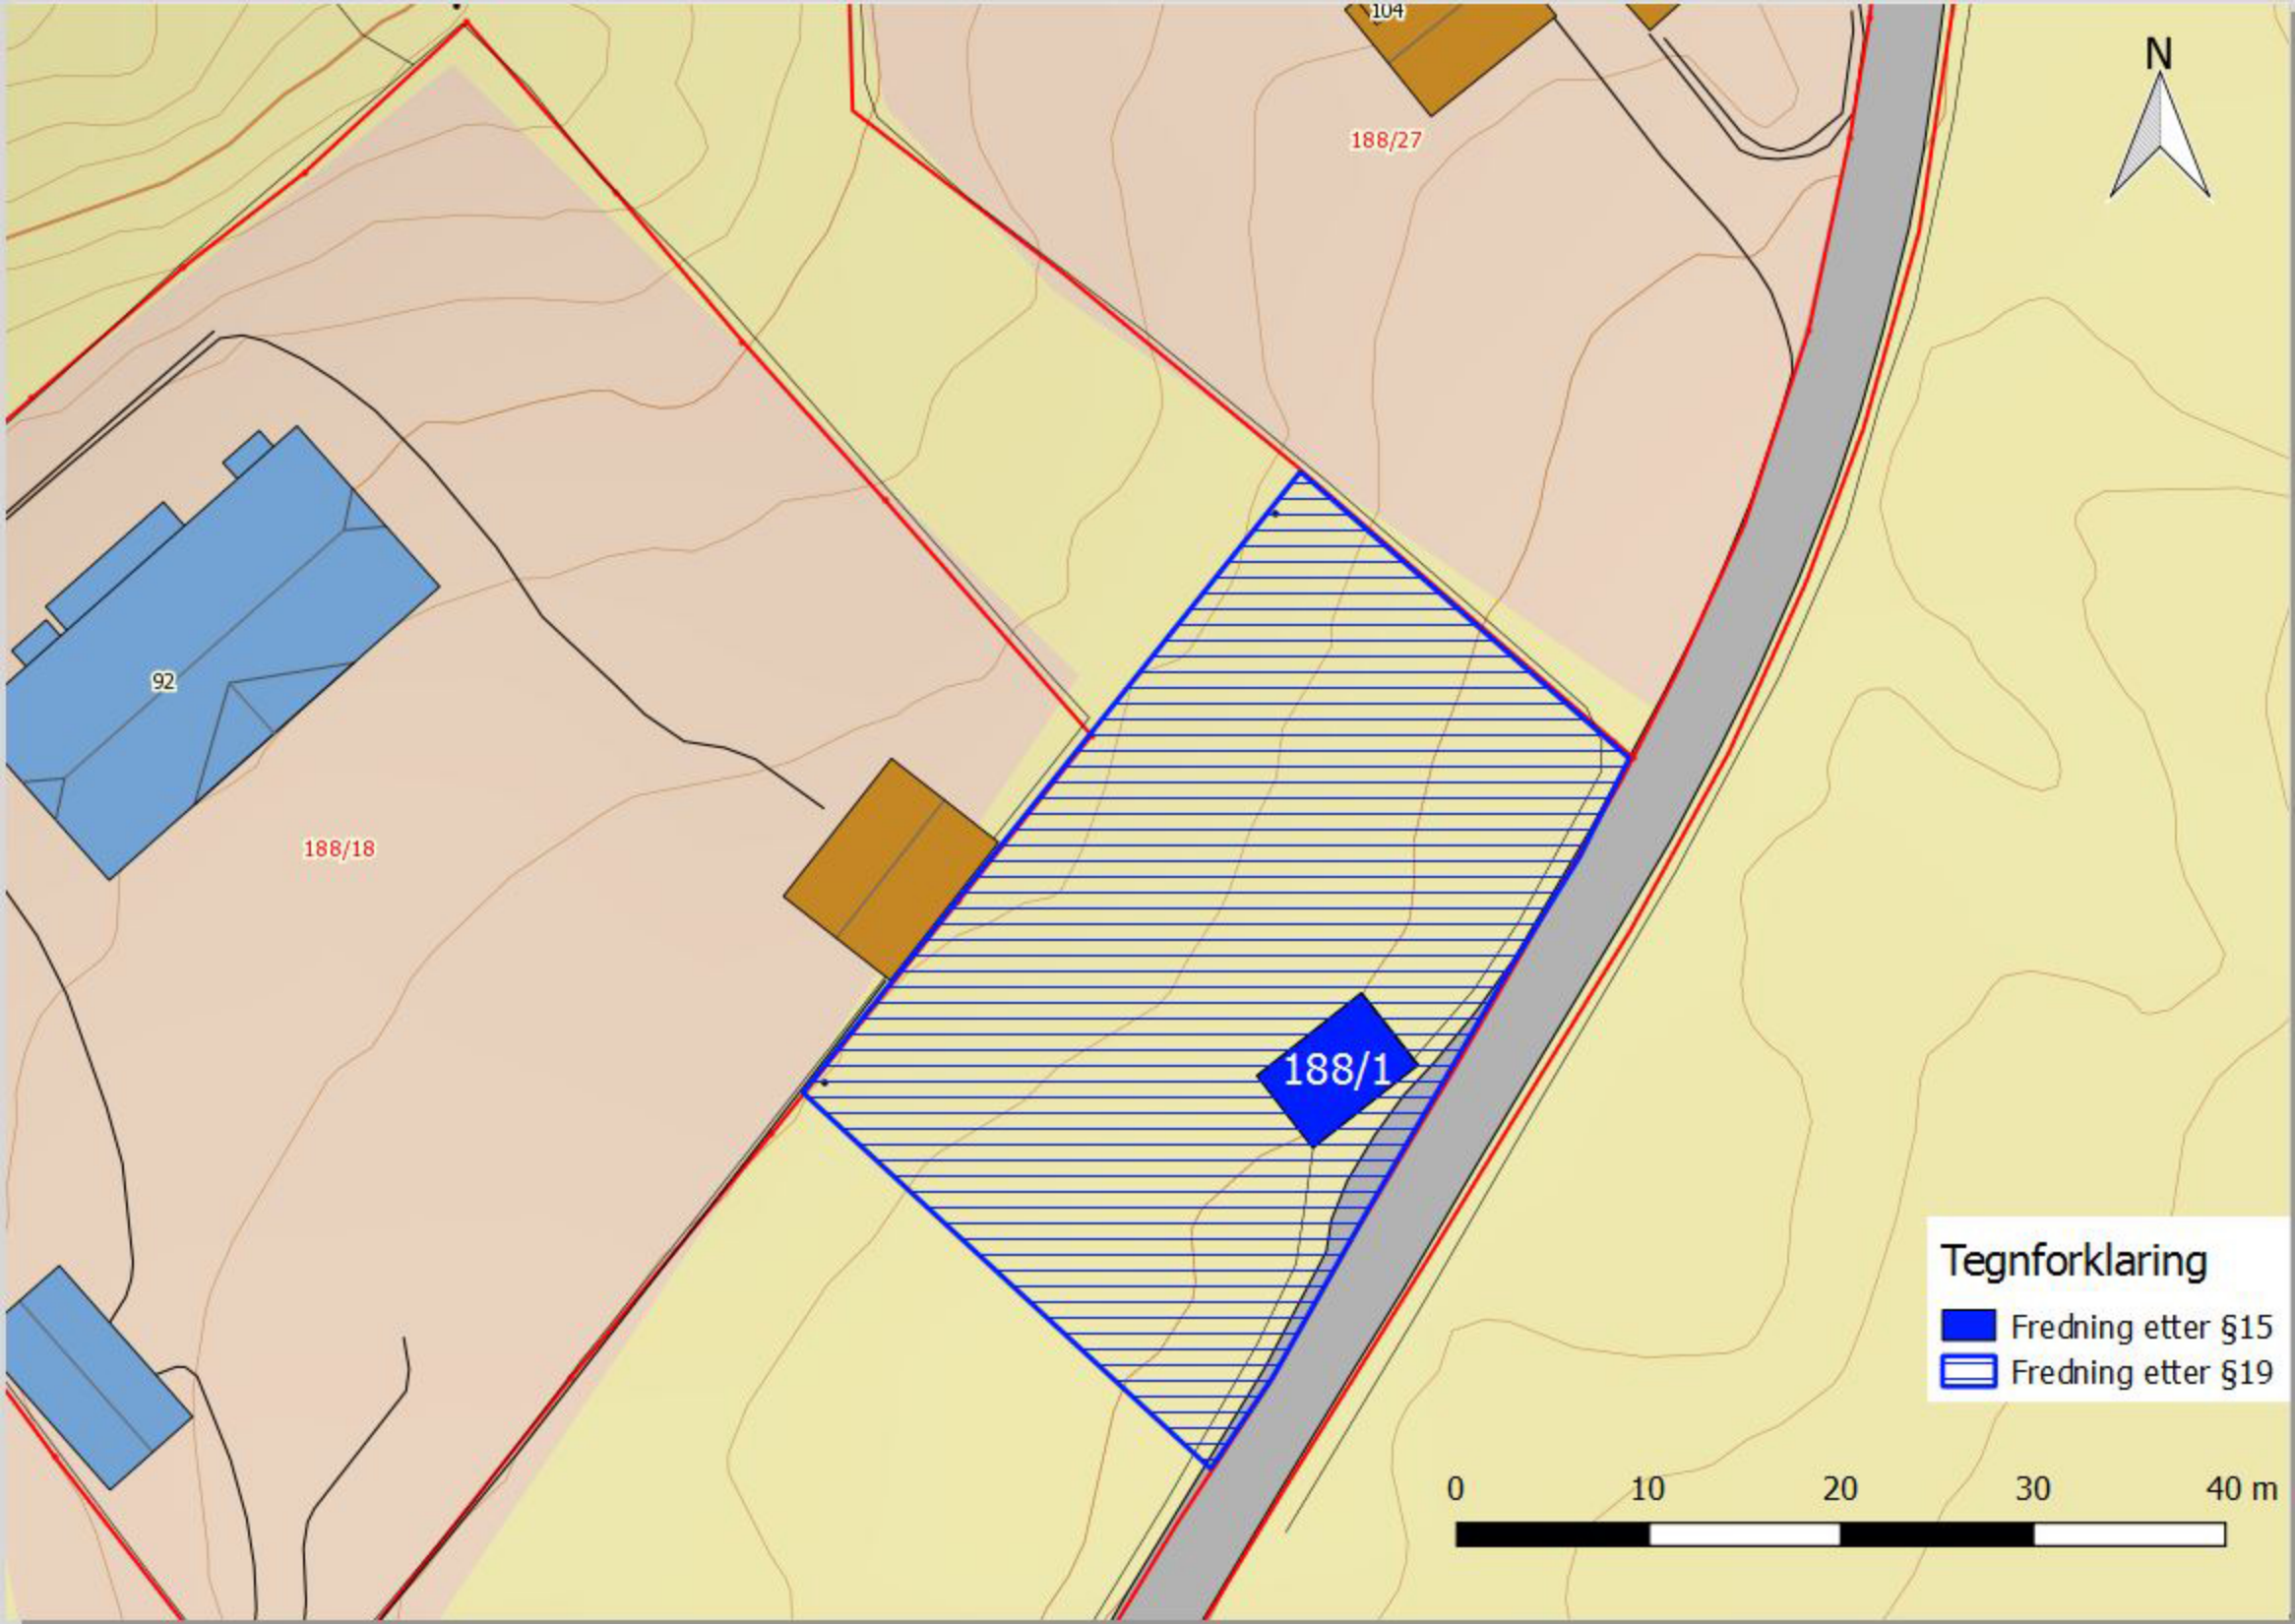 104
N
188/27
92
188/18
188/1
Tegnforklaring
Fredning etter §15
Fredning etter §19
0 10 20 30 40 m